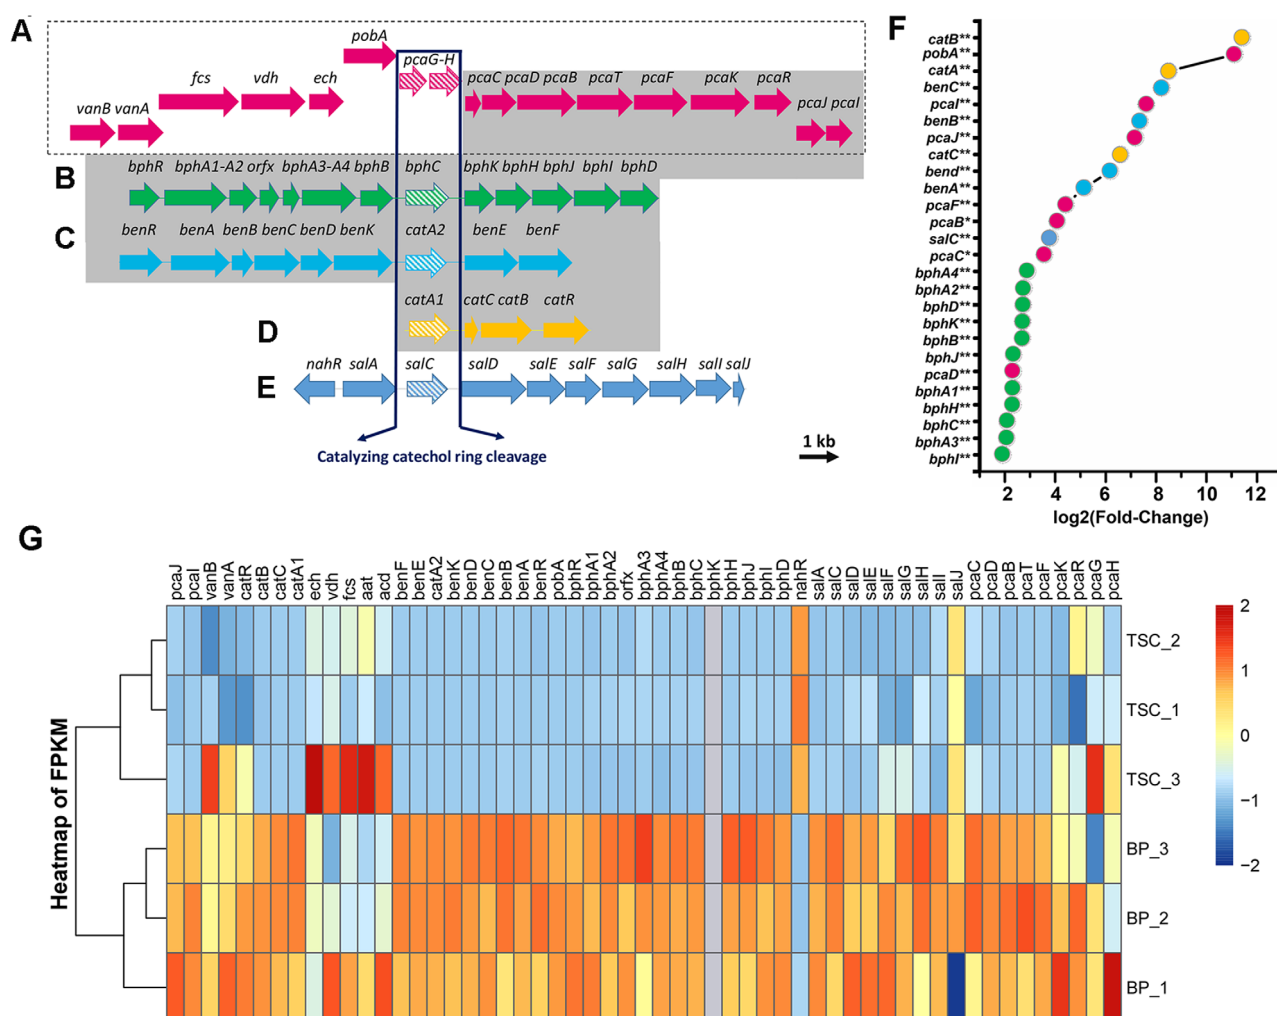 A
pobA
pcaG-H
fcs vdh ech pcaC pcaD pcaB pcaT pcaF pcaK pcaR
vanB vanA pcaJ pcaI
B
bphR bphA1-A2 orfx bphA3-A4 bphB bphC bphK bphH bphJ bphI bphD
C
benR benA benB benC benD benK catA2 benE benF
D
catA1 catC catB catR
E
nahR salA salC salD salE salF salG salH salI salJ
Catalyzing catechol ring cleavage
1 kb
F
catB**
pobA**
catA**
benC**
pcaI**
benB**
pcaJ**
catC**
bend**
benA**
pcaF**
pcaB*
salC**
pcaC*
bphA4**
bphA2**
bphD**
bphK**
bphB**
bphJ**
pcaD**
bphA1**
bphH**
bphC**
bphA3**
bphI**
2 4 6 8 10 12
log2(Fold-Change)
G
pcaJ pcaI vanB vanA catR catB catC catA1 ech vdh fcs aat acd benF benE catA2 benK benD benC benB benA benR pobA bphR bphA1 bphA2 orfx bphA3 bphA4 bphB bphC bphK bphH bphJ bphI bphD nahR salA salC salD salE salF salG salH salI salJ pcaC pcaD pcaB pcaT pcaF pcaK pcaR pcaG pcaH
Heatmap of FPKM
TSC_2
TSC_1
TSC_3
BP_3
BP_2
BP_1
2
1
0
−1
−2